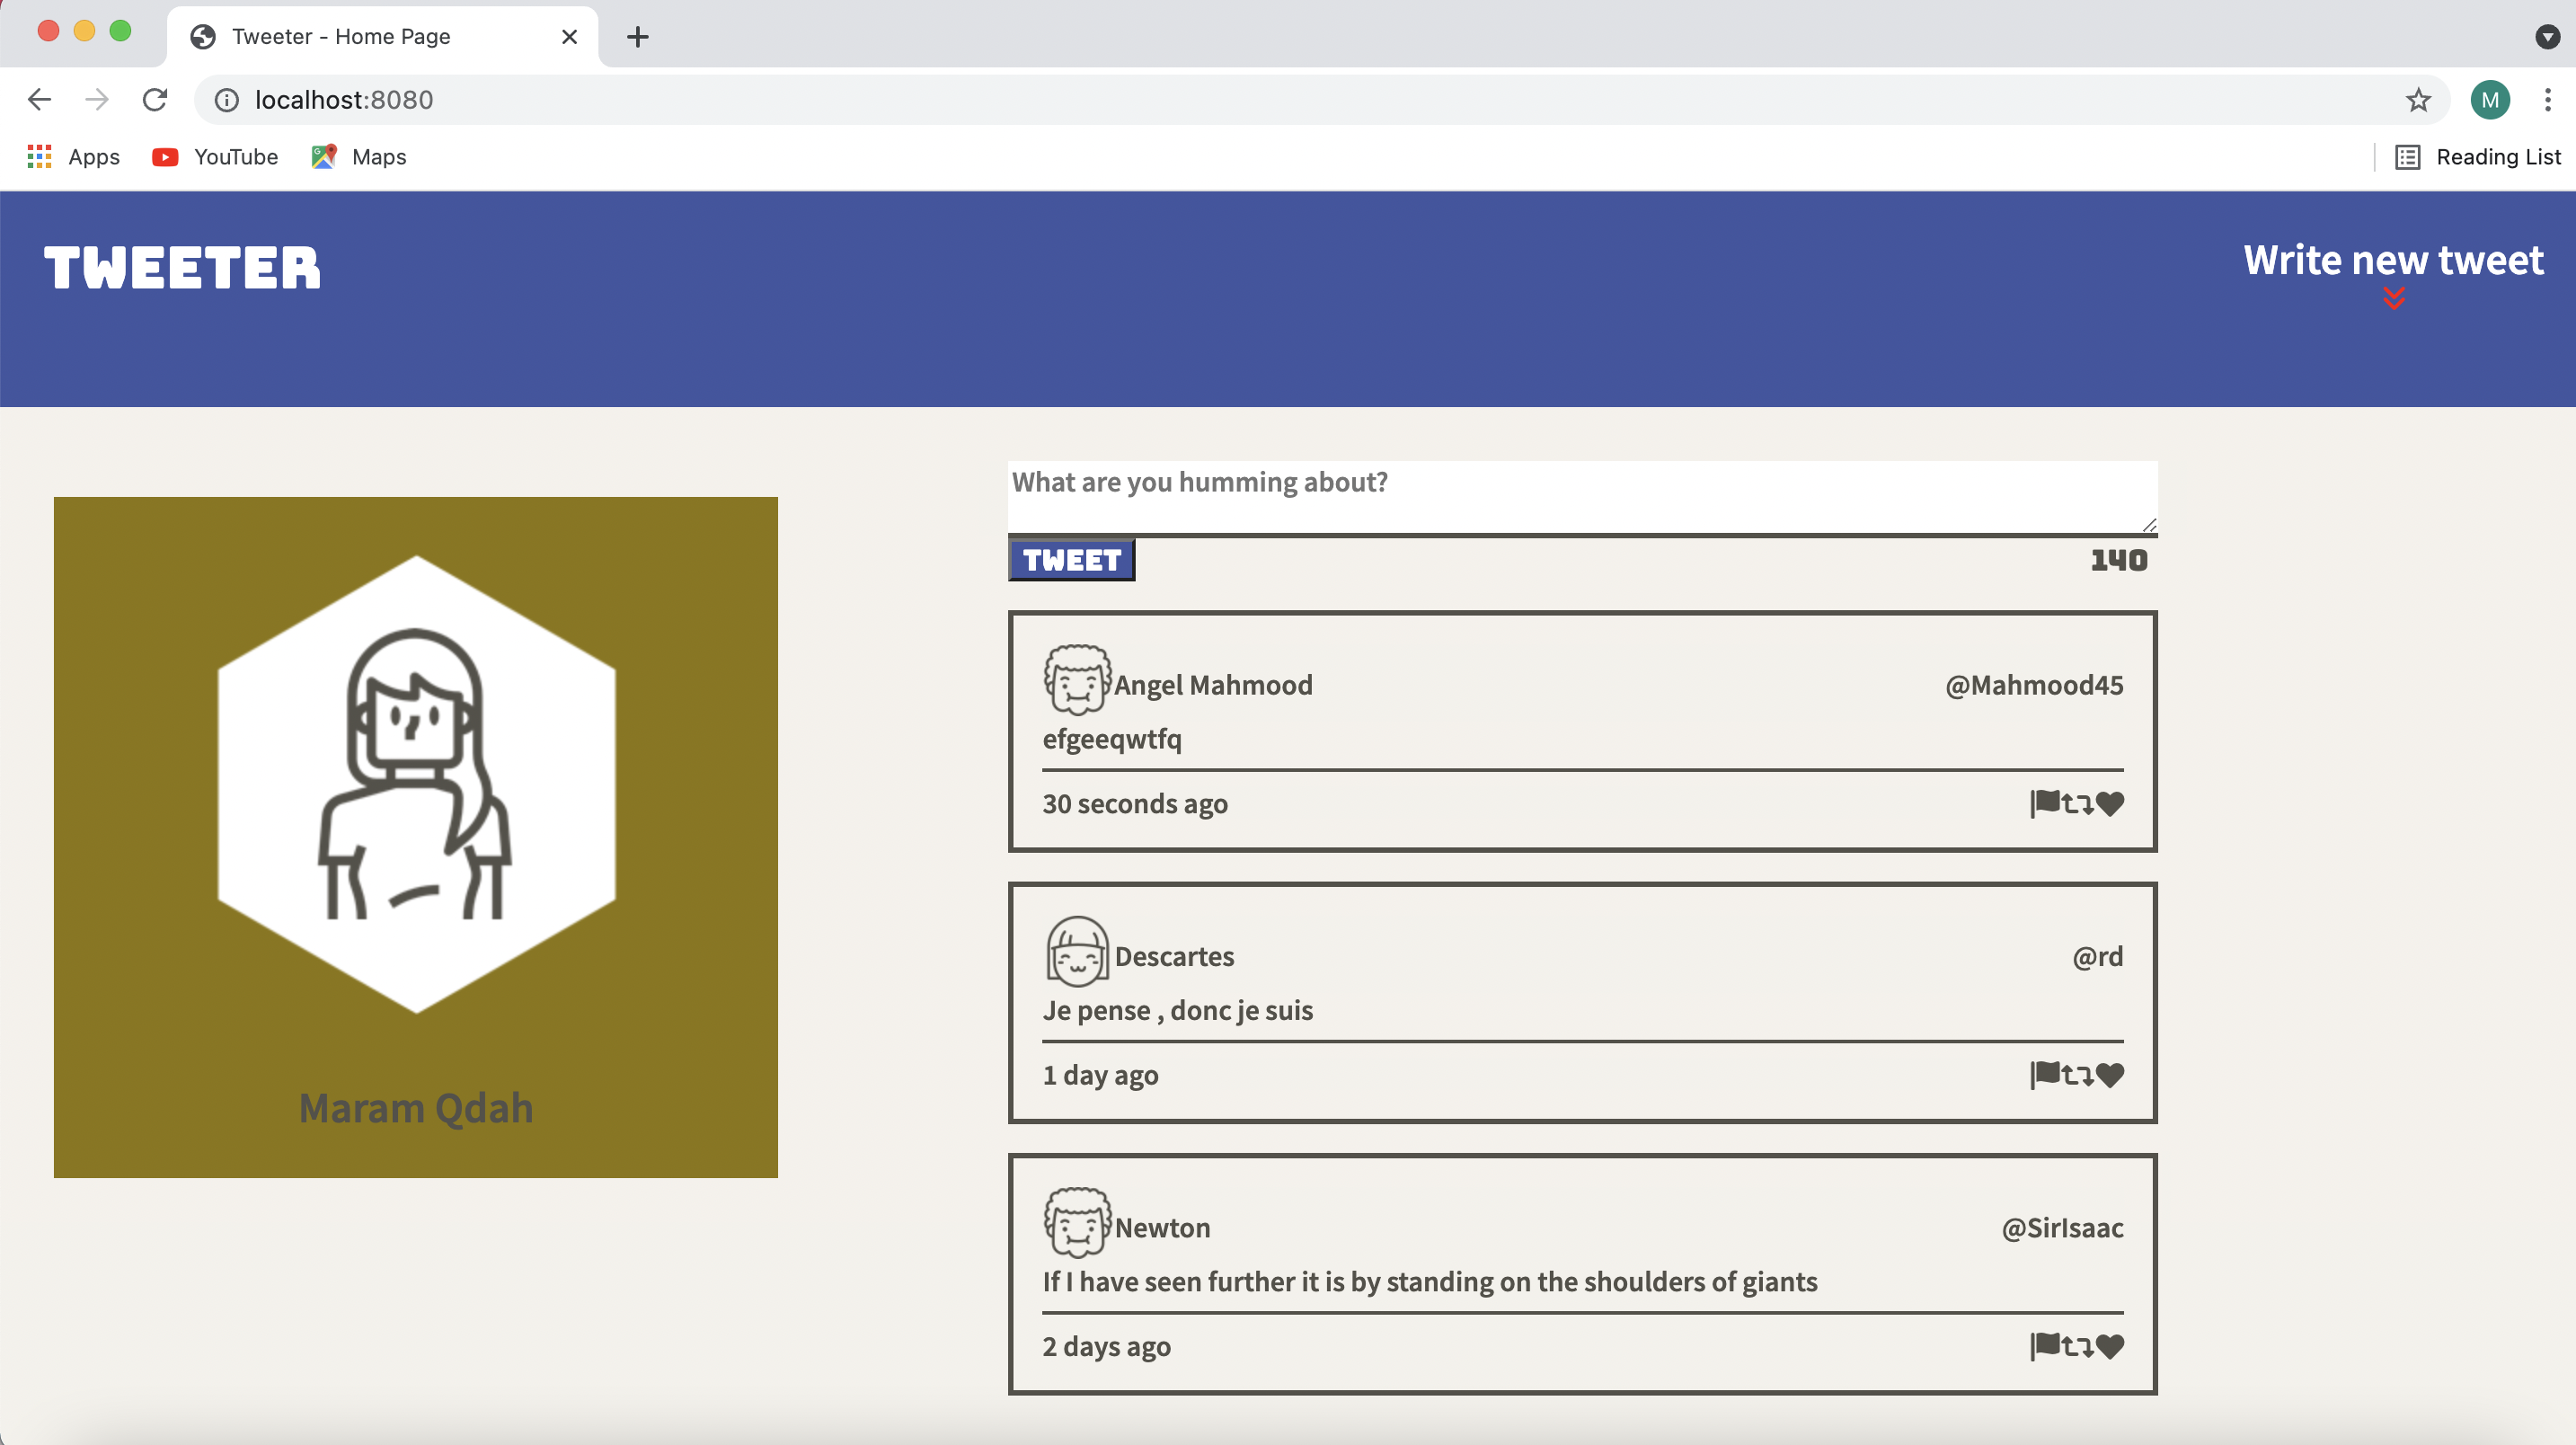 Tweeter - Home Page
localhost:8080
M
Apps
YouTube
Maps
Reading List
TWEETER
Write new tweet
What are you humming about?
TWEET
140
Maram Qdah
Angel Mahmood
@Mahmood45
efgeeqwtfq
30 seconds ago
Descartes
@rd
Je pense , donc je suis
1 day ago
Newton
@SirIsaac
If I have seen further it is by standing on the shoulders of giants
2 days ago